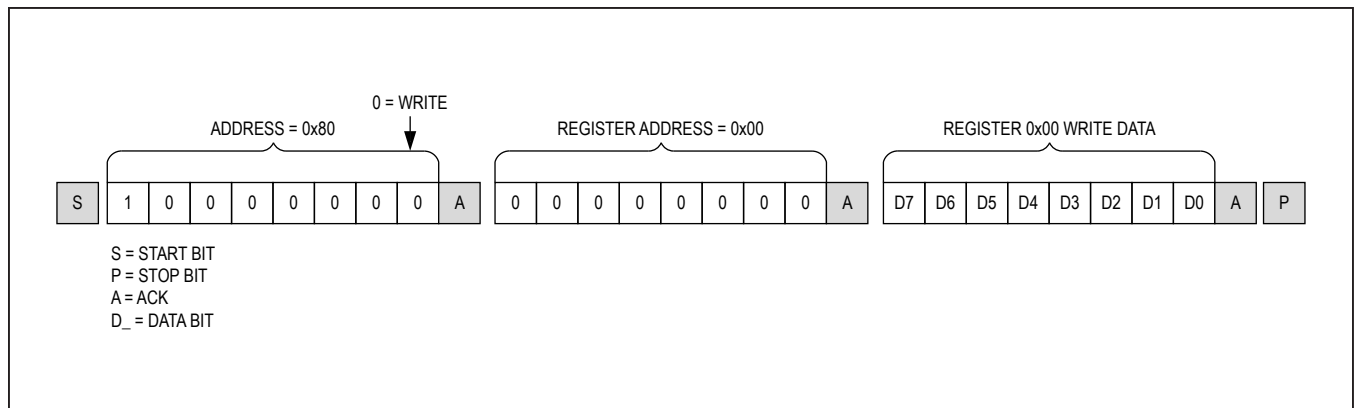 0 = WRITE
ADDRESS = 0x80 REGISTER ADDRESS = 0x00 REGISTER 0x00 WRITE DATA
S 1 0 0 0 0 0 0 0 A 0 0 0 0 0 0 0 0 A D7 D6 D5 D4 D3 D2 D1 D0 A P
S = START BIT
P = STOP BIT
A = ACK
D_ = DATA BIT